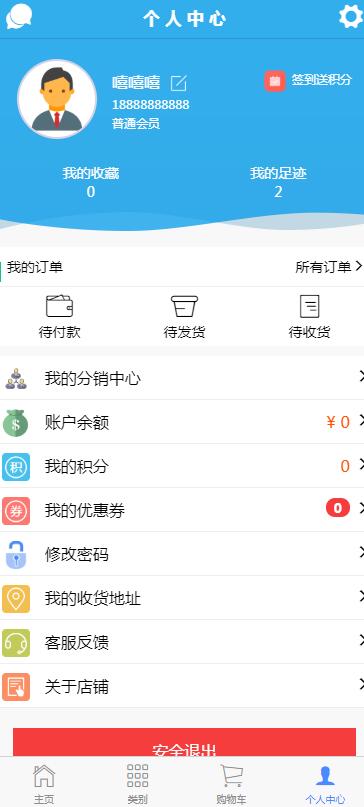 个人中心
嘻嘻嘻
签到送积分
18888888888
普通会员
我的收藏 我的足迹
0 2
我的订单 所有订单
待付款 待发货 待收货
我的分销中心
$ 账户余额 ¥ 0
积 我的积分 0
券 我的优惠券 0
修改密码
我的收货地址
客服反馈
关于店铺
安全退出
主页 类别 购物车 个人中心